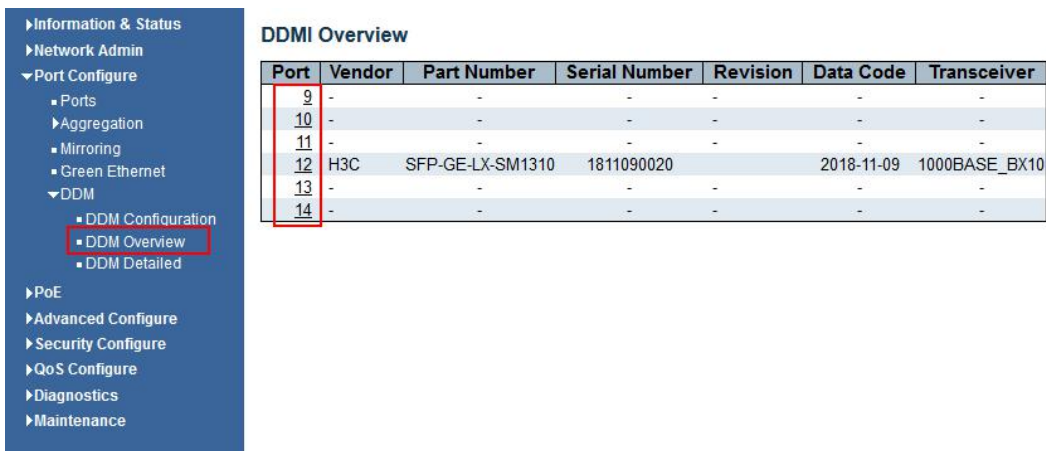 Information & Status
Network Admin
Port Configure
Ports
Aggregation
Mirroring
Green Ethernet
DDM
DDM Configuration
DDM Overview
DDM Detailed
PoE
Advanced Configure
Security Configure
QoS Configure
Diagnostics
Maintenance
DDMI Overview
Port Vendor Part Number Serial Number Revision Data Code Transceiver
9 - - - - - -
10 - - - - - -
11 - - - - - -
12 H3C SFP-GE-LX-SM1310 1811090020 2018-11-09 1000BASE_BX10
13 - - - - - -
14 - - - - - -